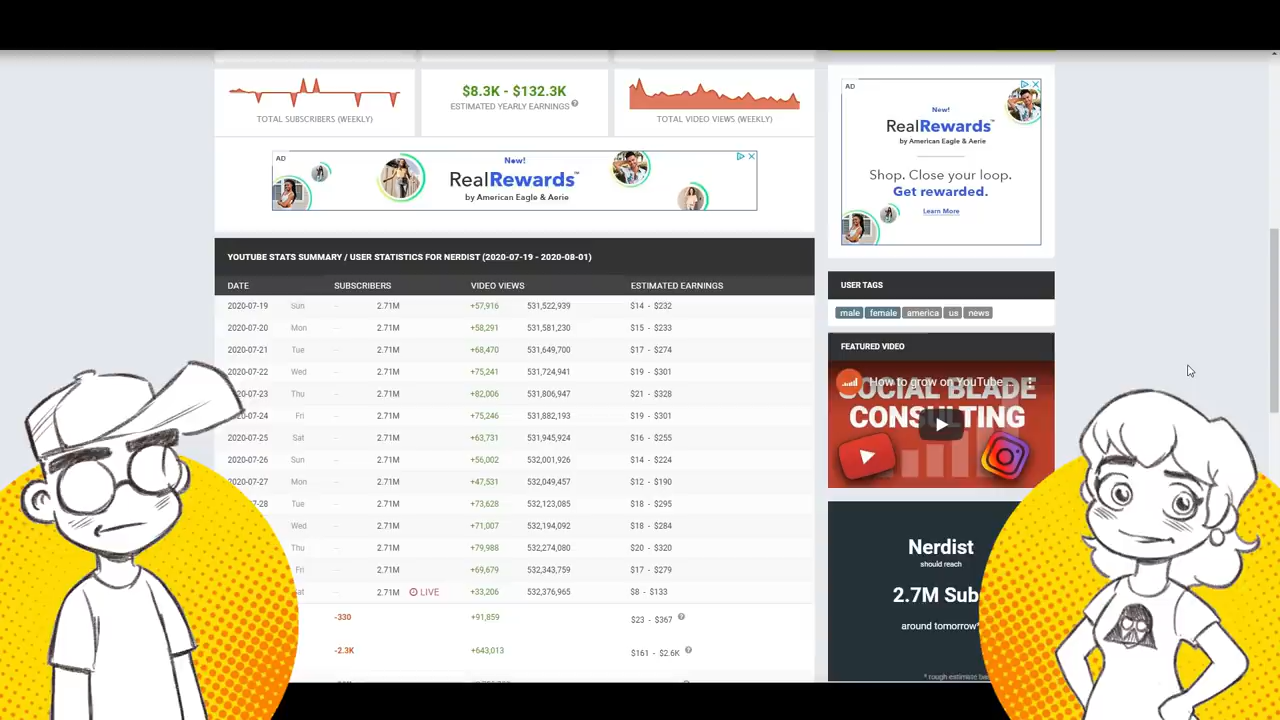 $8.3K - $132.3K
ESTIMATED YEARLY EARNINGS
TOTAL SUBSCRIBERS (WEEKLY)
TOTAL VIDEO VIEWS (WEEKLY)
AD
New!
RealRewards™
by American Eagle & Aerie
YOUTUBE STATS SUMMARY / USER STATISTICS FOR NERDIST (2020-07-19 - 2020-08-01)
DATE SUBSCRIBERS VIDEO VIEWS ESTIMATED EARNINGS
2020-07-19 Sun -- 2.71M +57,916 531,522,939 $14 - $232
2020-07-20 Mon -- 2.71M +58,291 531,581,230 $15 - $233
2020-07-21 Tue -- 2.71M +68,470 531,649,700 $17 - $274
2020-07-22 Wed -- 2.71M +75,241 531,724,941 $19 - $301
2020-07-23 Thu -- 2.71M +82,006 531,806,947 $21 - $328
2020-07-24 Fri -- 2.71M +75,246 531,882,193 $19 - $301
2020-07-25 Sat -- 2.71M +63,731 531,945,924 $16 - $255
2020-07-26 Sun -- 2.71M +56,002 532,001,926 $14 - $224
2020-07-27 Mon -- 2.71M +47,531 532,049,457 $12 - $190
-28 Tue -- 2.71M +73,628 532,123,085 $18 - $295
Wed -- 2.71M +71,007 532,194,092 $18 - $284
Thu -- 2.71M +79,988 532,274,080 $20 - $320
Fri -- 2.71M +69,679 532,343,759 $17 - $279
Sat -- 2.71M LIVE +33,206 532,376,965 $8 - $133
-330 +91,859 $23 - $367
-2.3K +643,013 $161 - $2.6K
AD
New!
RealRewards™
by American Eagle & Aerie
Shop. Close your loop.
Get rewarded.
Learn More
USER TAGS
male female america us news
FEATURED VIDEO
How to grow on YouTube...
SOCIAL BLADE
CONSULTING
Nerdist
should reach
2.7M Sub
around tomorrow*
* rough estimate ba